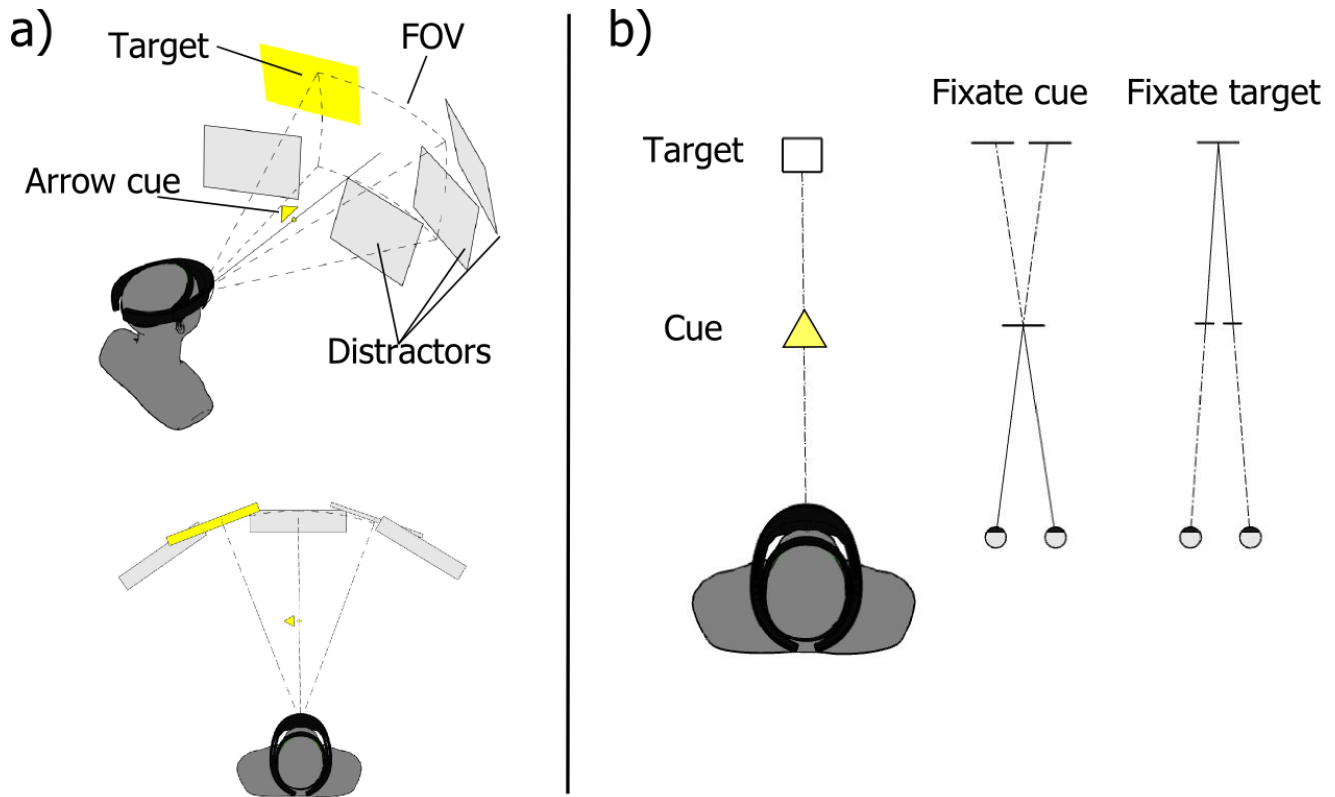 a)
Target
FOV
Arrow cue
Distractors
b)
Fixate cue
Fixate target
Target
Cue